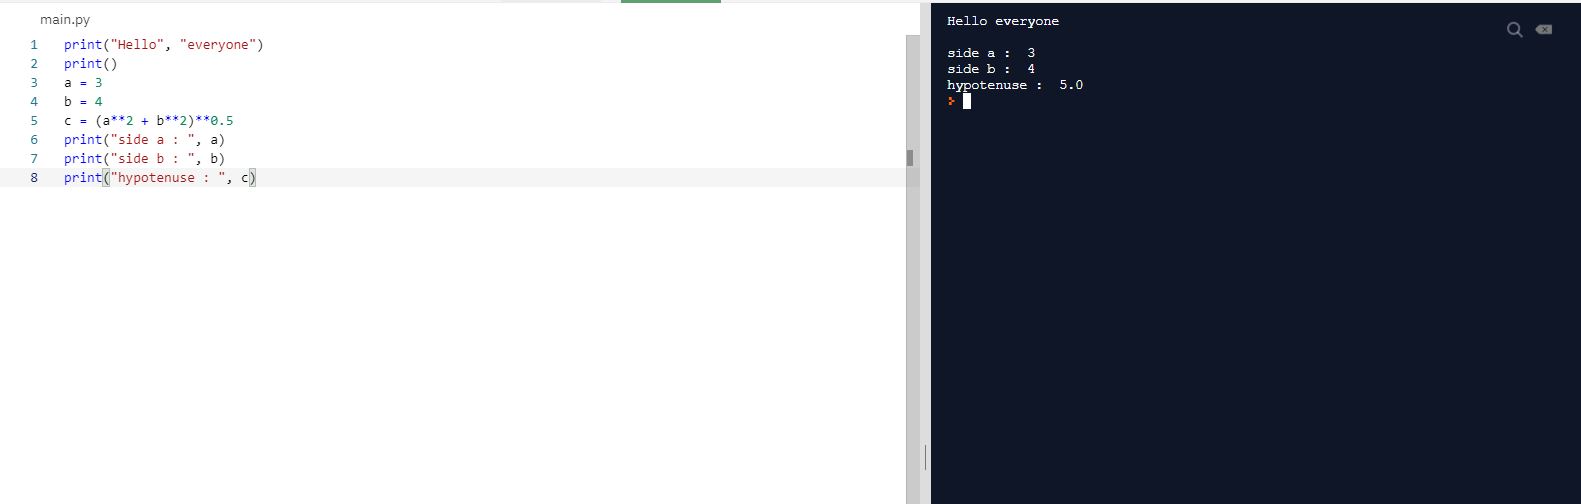 main.py
1 print("Hello", "everyone")
2 print()
3 a = 3
4 b = 4
5 c = (a**2 + b**2)**0.5
6 print("side a : ", a)
7 print("side b : ", b)
8 print("hypotenuse : ", c)
Hello everyone
side a :  3
side b :  4
hypotenuse :  5.0